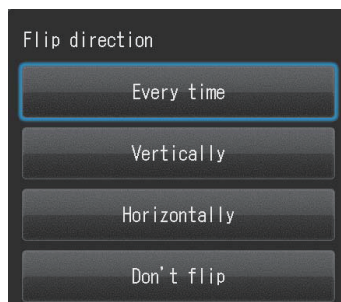 Flip direction
Every time
Vertically
Horizontally
Don't flip